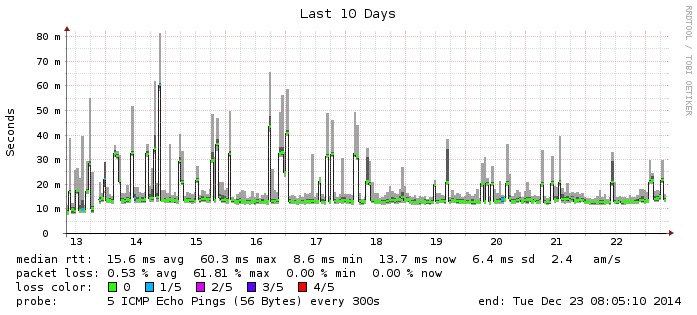 Last 10 Days
RRDTOOL / TOBI OETIKER
Seconds
80 m
70 m
60 m
50 m
40 m
30 m
20 m
10 m
0
13 14 15 16 17 18 19 20 21 22
median rtt: 15.6 ms avg 60.3 ms max 8.6 ms min 13.7 ms now 6.4 ms sd 2.4 am/s
packet loss: 0.53 % avg 61.81 % max 0.00 % min 0.00 % now
loss color: 0 1/5 2/5 3/5 4/5
probe: 5 ICMP Echo Pings (56 Bytes) every 300s end: Tue Dec 23 08:05:10 2014